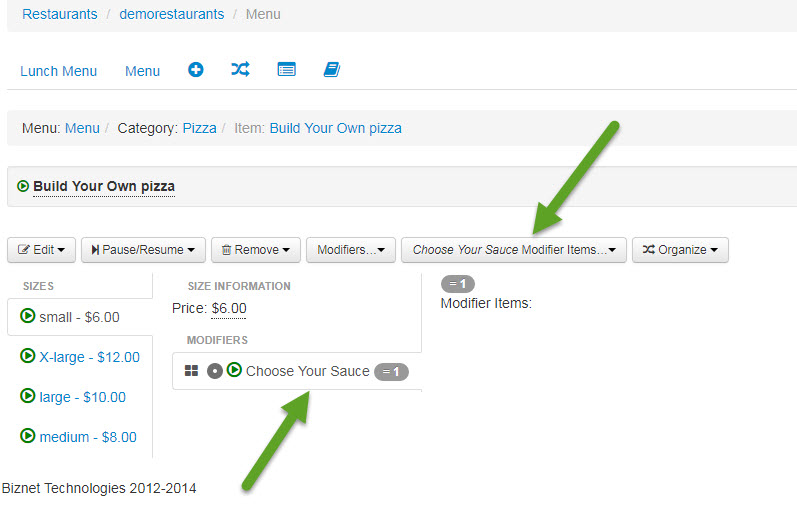 Restaurants / demorestaurants / Menu
Lunch Menu Menu
Menu: Menu / Category: Pizza / Item: Build Your Own pizza
Build Your Own pizza
Edit Pause/Resume Remove Modifiers... Choose Your Sauce Modifier Items... Organize
SIZES
small - $6.00
X-large - $12.00
large - $10.00
medium - $8.00
SIZE INFORMATION
Price: $6.00
MODIFIERS
Choose Your Sauce = 1
= 1
Modifier Items:
Biznet Technologies 2012-2014